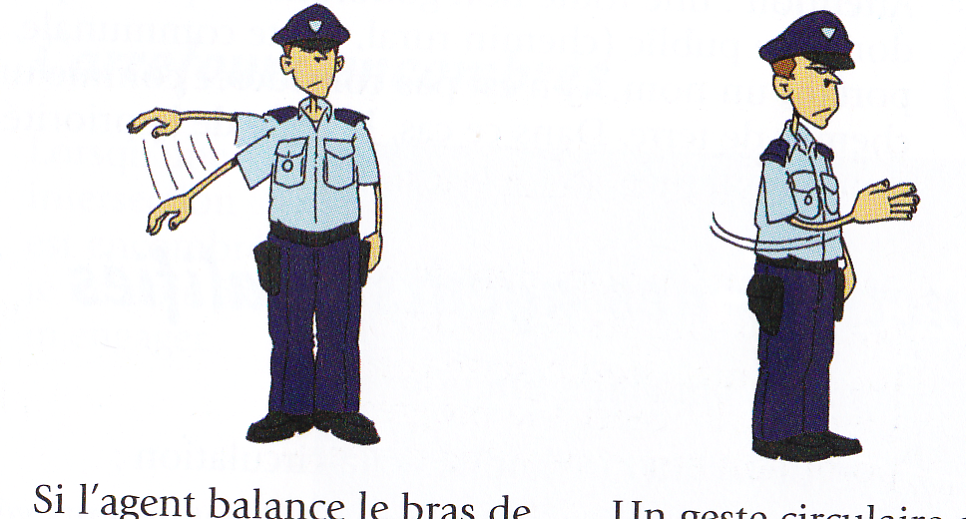 Si l'agent balance le bras de
Un geste circulaire